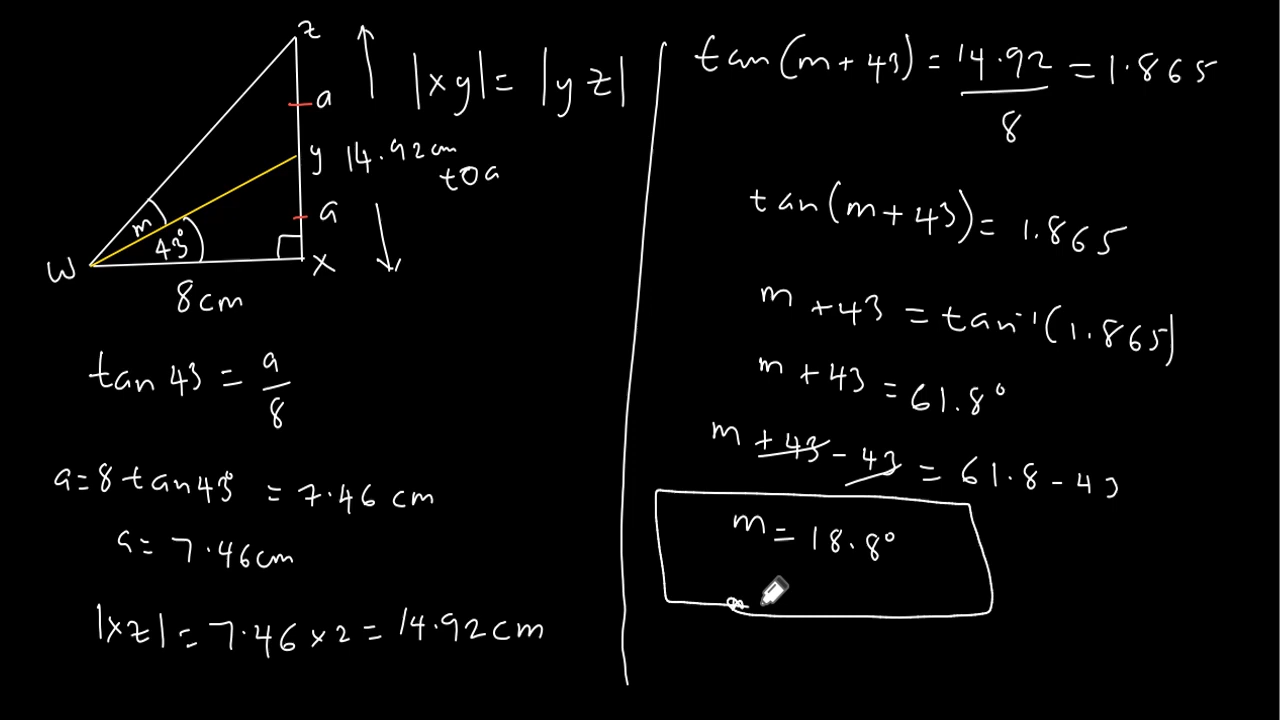 z
a
|xy| = |yz|
y 14.92cm
toa
a
m
43°
w
x
8cm
tan 43 = a/8
a = 8 tan43° = 7.46 cm
a = 7.46cm
|xz| = 7.46 x 2 = 14.92cm
tan(m + 43) = 14.92/8 = 1.865
tan(m + 43) = 1.865
m + 43 = tan⁻¹(1.865)
m + 43 = 61.8°
m + 43 - 43 = 61.8 - 43
m = 18.8°